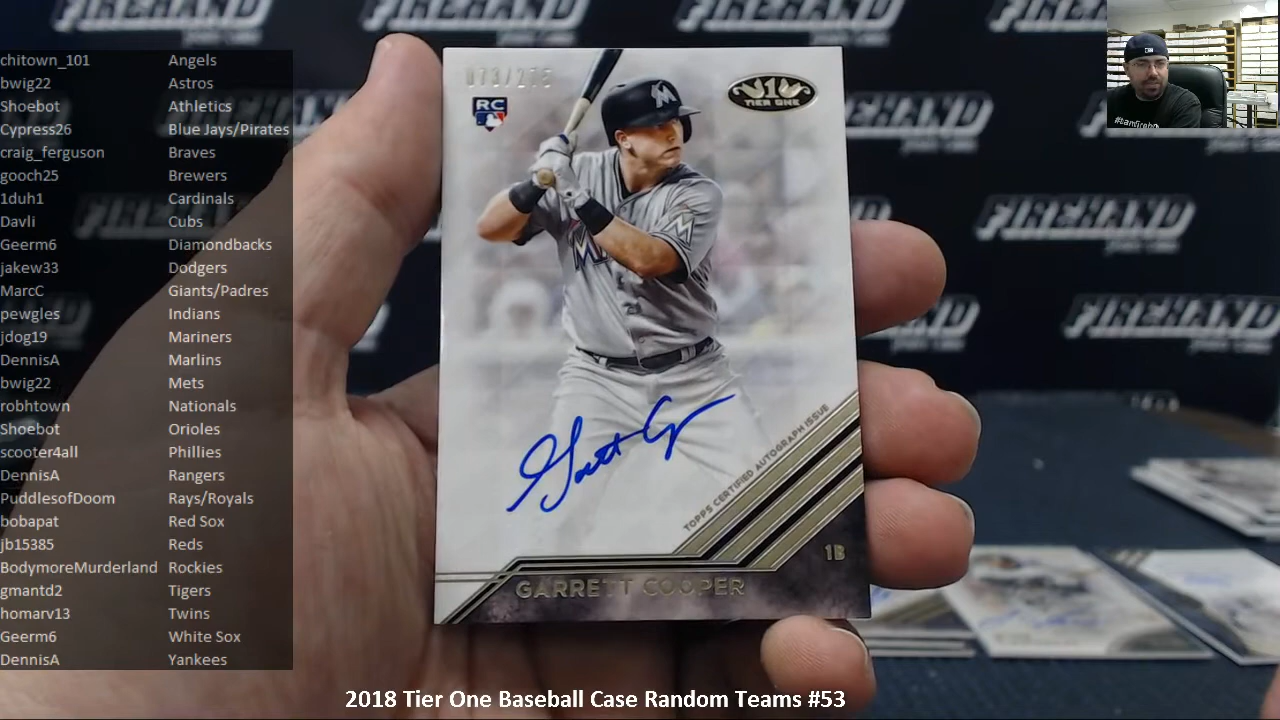 chitown_101 Angels
bwig22 Astros
Shoebot Athletics
Cypress26 Blue Jays/Pirates
craig_ferguson Braves
gooch25 Brewers
1duh1 Cardinals
Davli Cubs
Geerm6 Diamondbacks
jakew33 Dodgers
MarcC Giants/Padres
pewgles Indians
jdog19 Mariners
DennisA Marlins
bwig22 Mets
robhtown Nationals
Shoebot Orioles
scooter4all Phillies
DennisA Rangers
PuddlesofDoom Rays/Royals
bobapat Red Sox
jb15385 Reds
BodymoreMurderland Rockies
gmantd2 Tigers
homarv13 Twins
Geerm6 White Sox
DennisA Yankees
FIREHAND
FIREHAND
FIREHAND
FIREHAND
RC
1
TIER ONE
M
M
TOPPS CERTIFIED AUTOGRAPH ISSUE
1B
GARRETT COOPER
2018 Tier One Baseball Case Random Teams #53